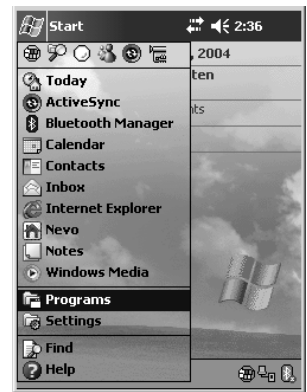 Start 2:36
, 2004
Today
ten
ActiveSync
nts
Bluetooth Manager
Calendar
Contacts
Inbox
Internet Explorer
Nevo
Notes
Windows Media
Programs
Settings
Find
Help